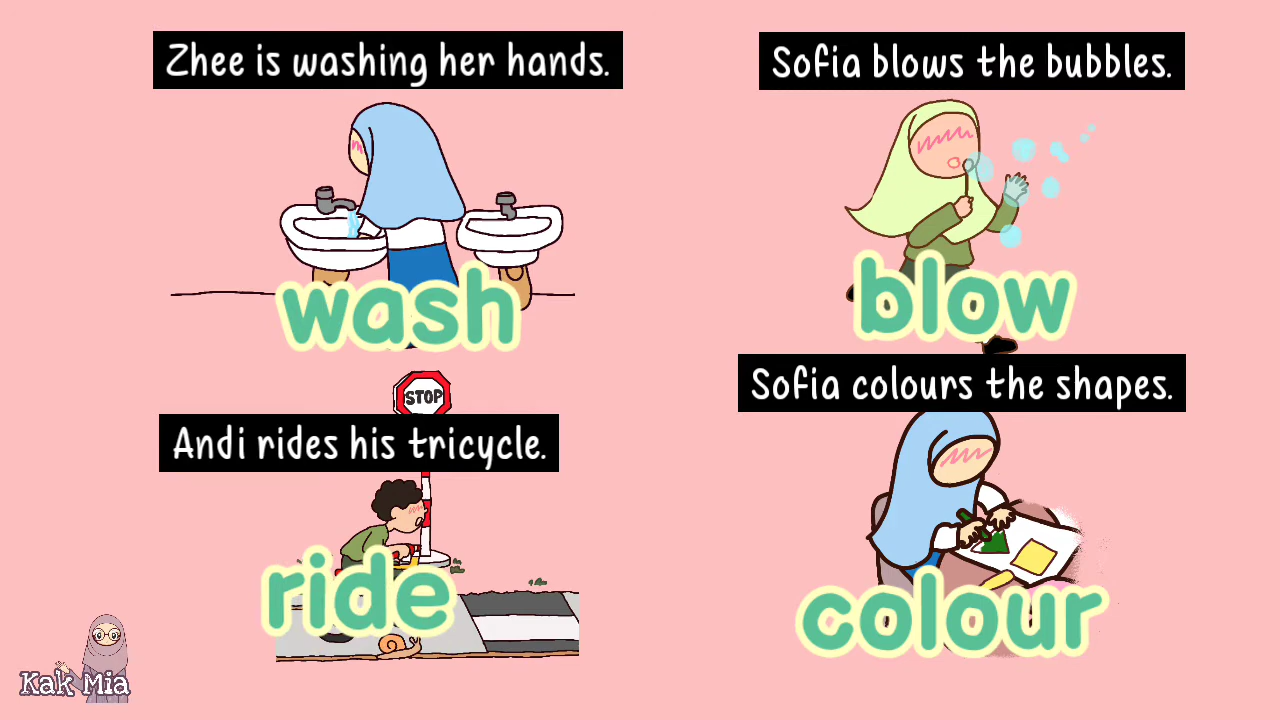 Zhee is washing her hands.
wash
Sofia blows the bubbles.
blow
STOP
Andi rides his tricycle.
ride
Sofia colours the shapes.
colour
Kak Mia